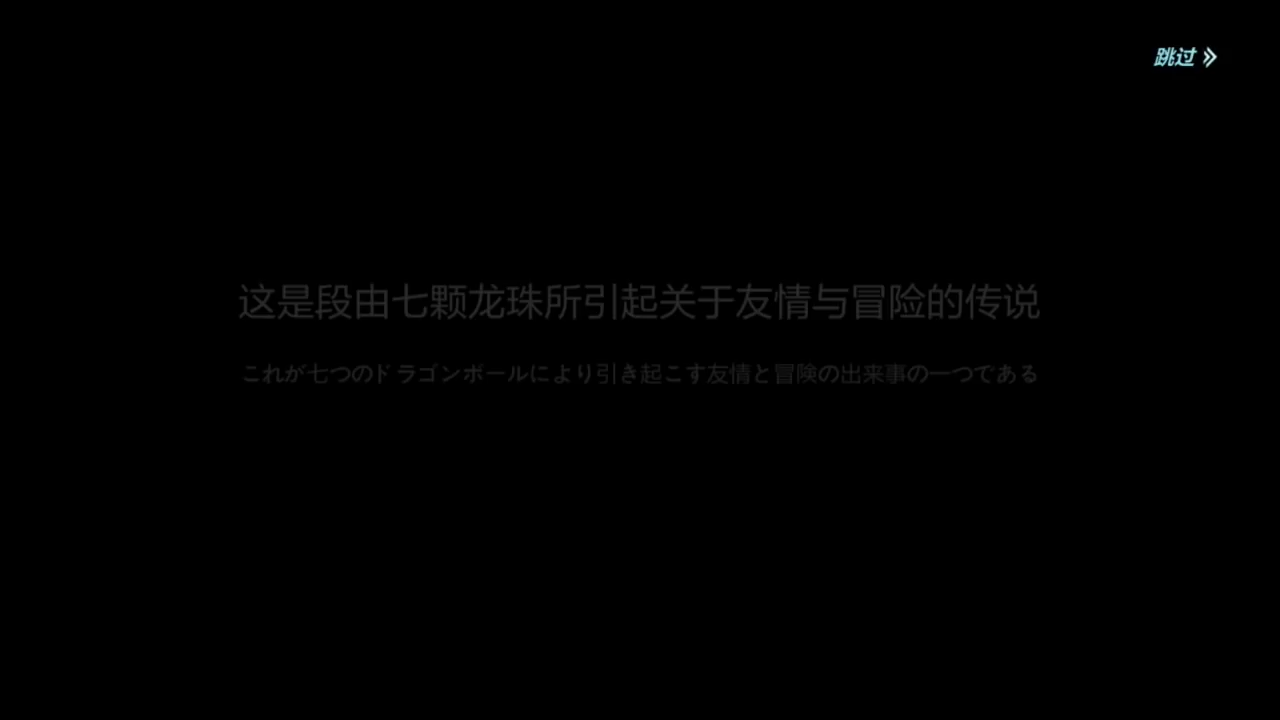 跳过
这是段由七颗龙珠所引起关于友情与冒险的传说
これが七つのドラゴンボールにより引き起こす友情と冒険の出来事の一つである